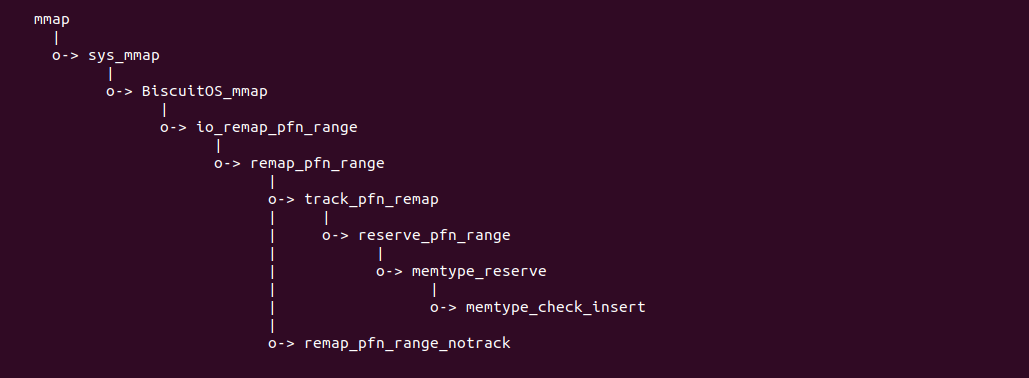 mmap
|
o-> sys_mmap
|
o-> BiscuitOS_mmap
|
o-> io_remap_pfn_range
|
o-> remap_pfn_range
|
o-> track_pfn_remap
| |
| o-> reserve_pfn_range
| |
| o-> memtype_reserve
| |
| o-> memtype_check_insert
|
o-> remap_pfn_range_notrack